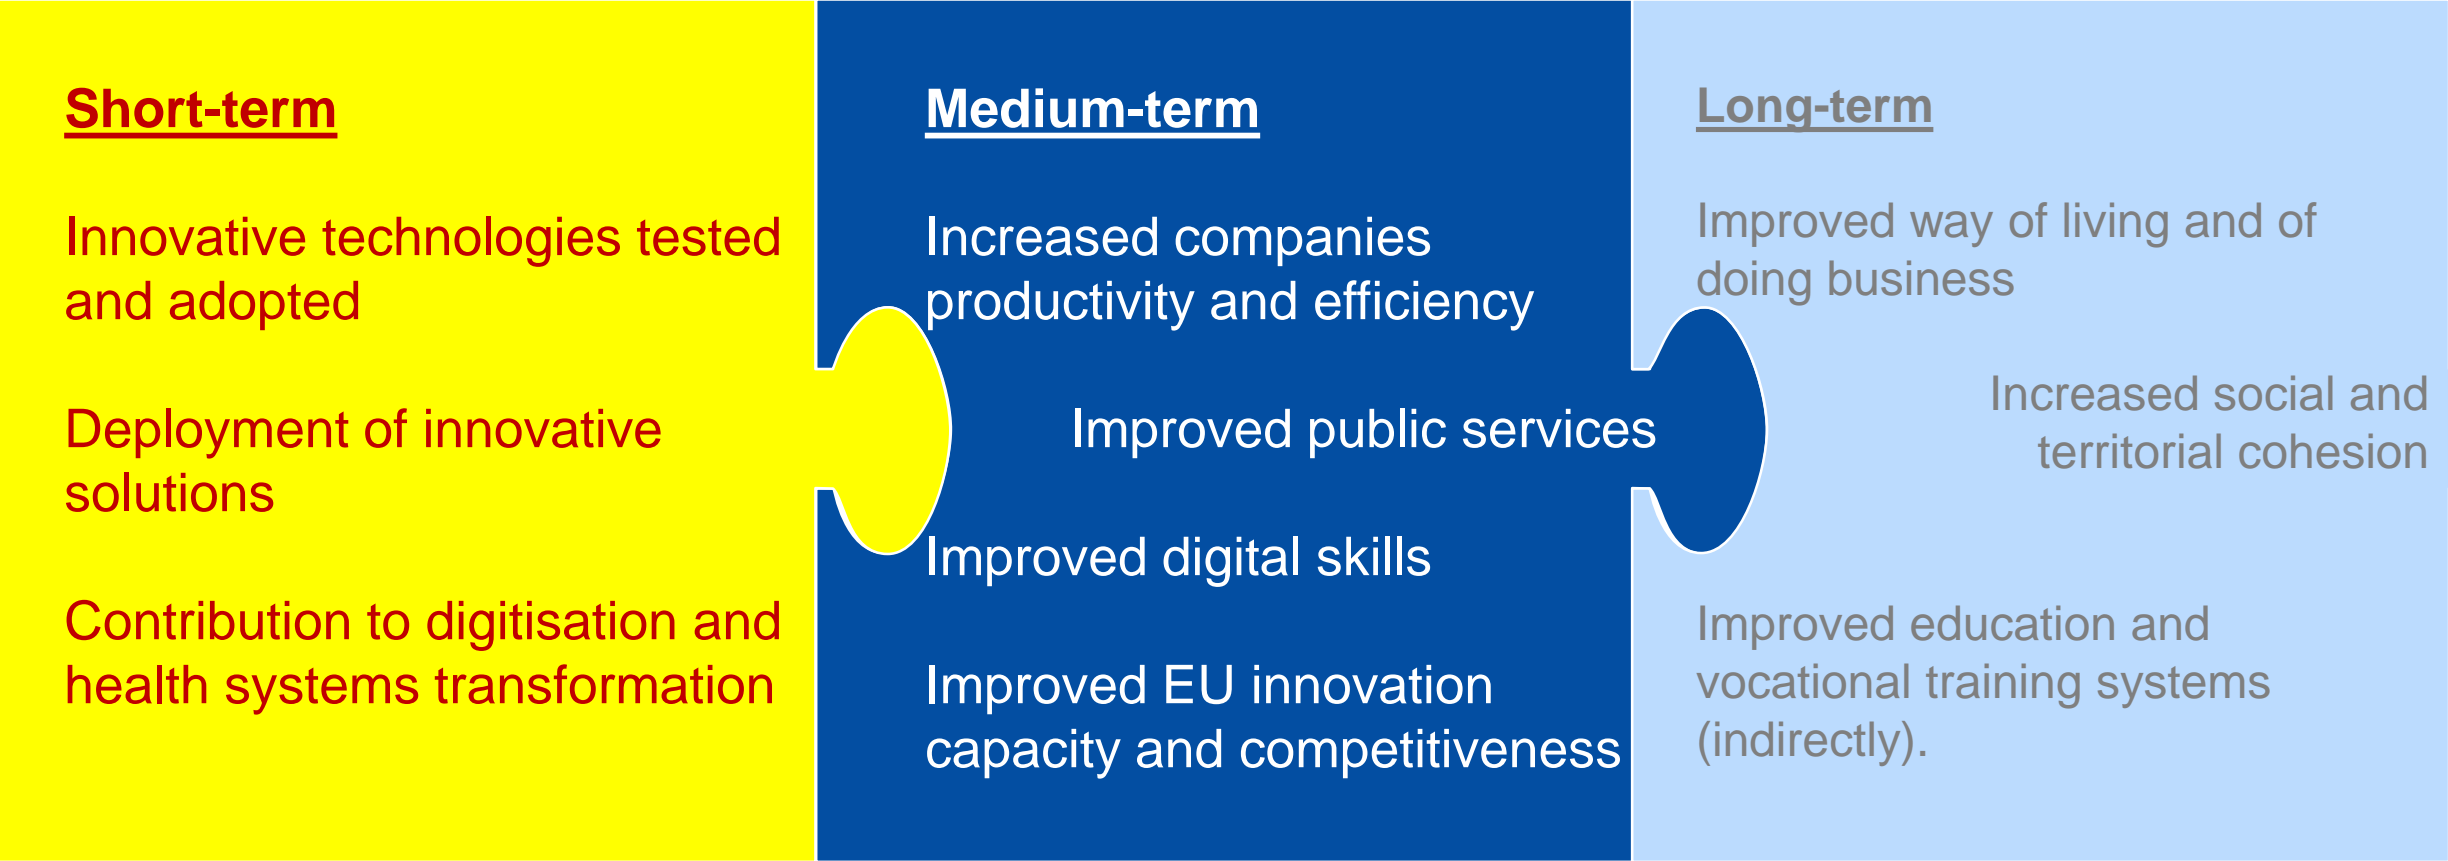 Short-term
Innovative technologies tested
and adopted
Deployment of innovative
solutions
Contribution to digitisation and
health systems transformation
Medium-term
Increased companies
productivity and efficiency
Improved public services
Improved digital skills
Improved EU innovation
capacity and competitiveness
Long-term
Improved way of living and of
doing business
Increased social and
territorial cohesion
Improved education and
vocational training systems
(indirectly).